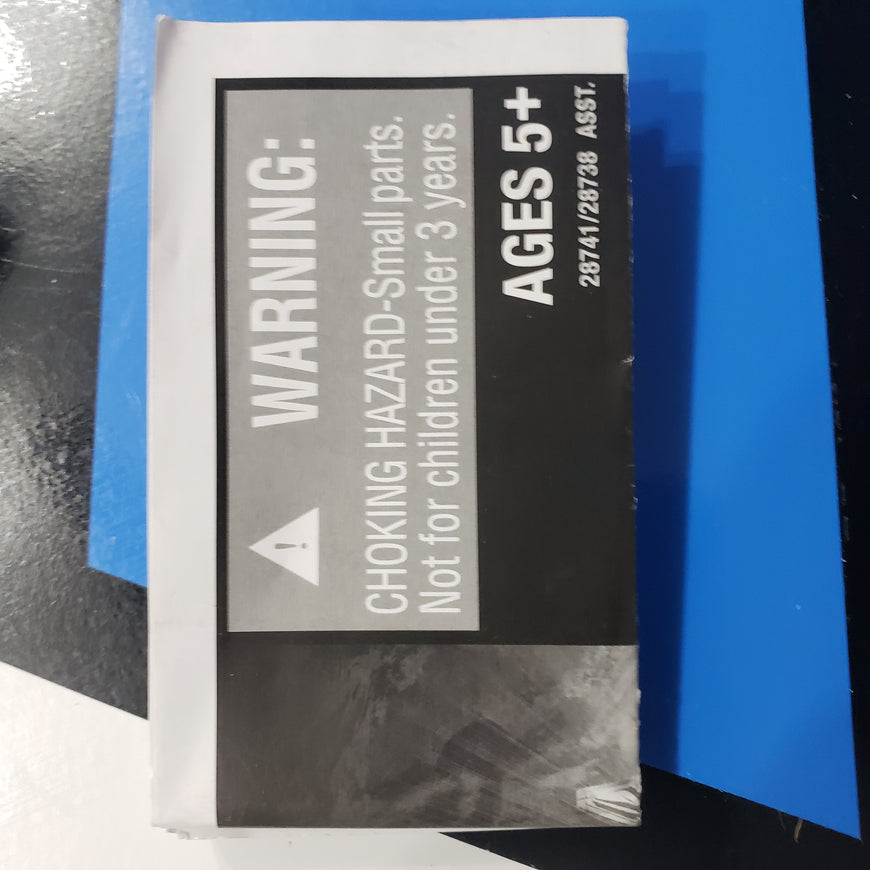 WARNING:
CHOKING HAZARD-Small parts.
Not for children under 3 years.
AGES 5+
28741/28738 ASST.